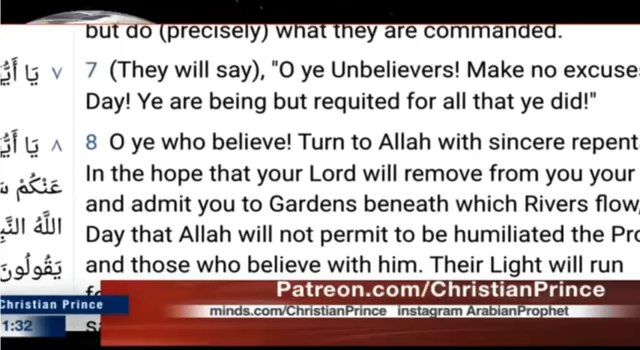 but do (precisely) what they are commanded.
7 (They will say), "O ye Unbelievers! Make no excuses
Day! Ye are being but requited for all that ye did!"
8 O ye who believe! Turn to Allah with sincere repent
In the hope that your Lord will remove from you your
and admit you to Gardens beneath which Rivers flow,
Day that Allah will not permit to be humiliated the Pro
and those who believe with him. Their Light will run
٧ يَا
٨ يَا
عَنْكُمْ
اللَّهُ
يَقُولُونَ
Christian Prince
1:32
Patreon.com/ChristianPrince
minds.com/ChristianPrince instagram ArabianProphet